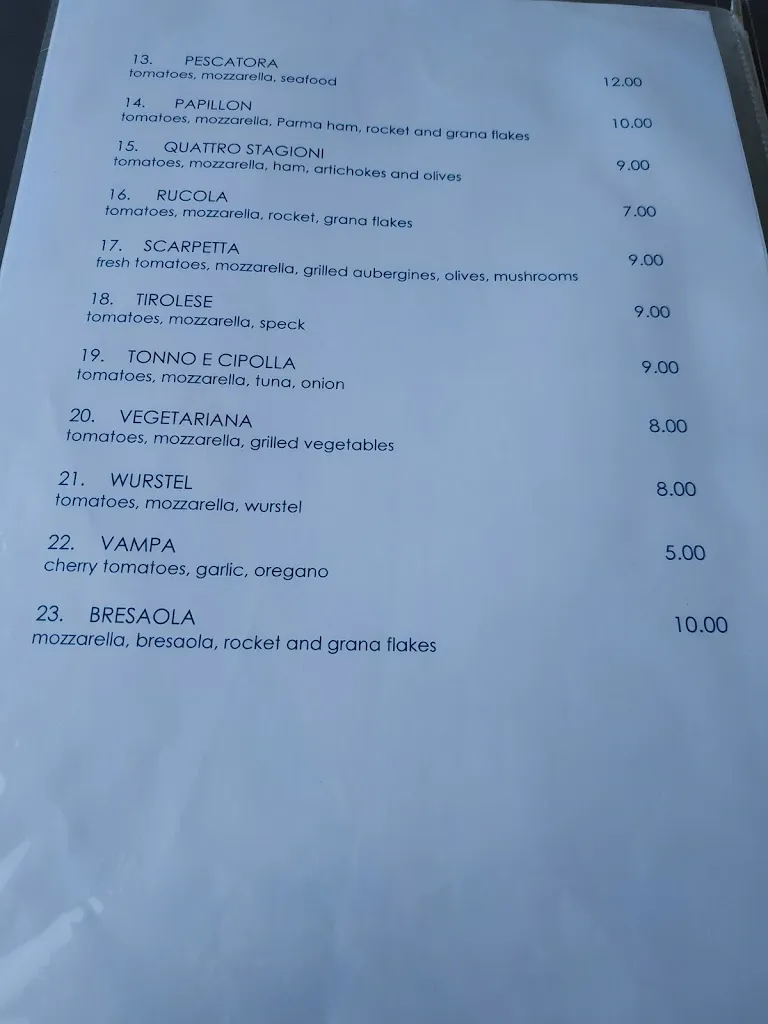 13. PESCATORA
tomatoes, mozzarella, seafood 12.00
14. PAPILLON
tomatoes, mozzarella, Parma ham, rocket and grana flakes 10.00
15. QUATTRO STAGIONI
tomatoes, mozzarella, ham, artichokes and olives 9.00
16. RUCOLA
tomatoes, mozzarella, rocket, grana flakes 7.00
17. SCARPETTA
fresh tomatoes, mozzarella, grilled aubergines, olives, mushrooms 9.00
18. TIROLESE
tomatoes, mozzarella, speck 9.00
19. TONNO E CIPOLLA
tomatoes, mozzarella, tuna, onion 9.00
20. VEGETARIANA
tomatoes, mozzarella, grilled vegetables 8.00
21. WURSTEL
tomatoes, mozzarella, wurstel 8.00
22. VAMPA
cherry tomatoes, garlic, oregano 5.00
23. BRESAOLA
mozzarella, bresaola, rocket and grana flakes 10.00